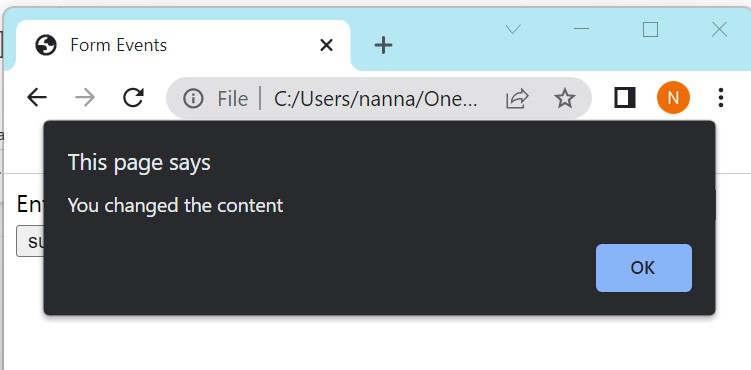 Form Events
File
C:/Users/nanna/One...
N
This page says
You changed the content
OK